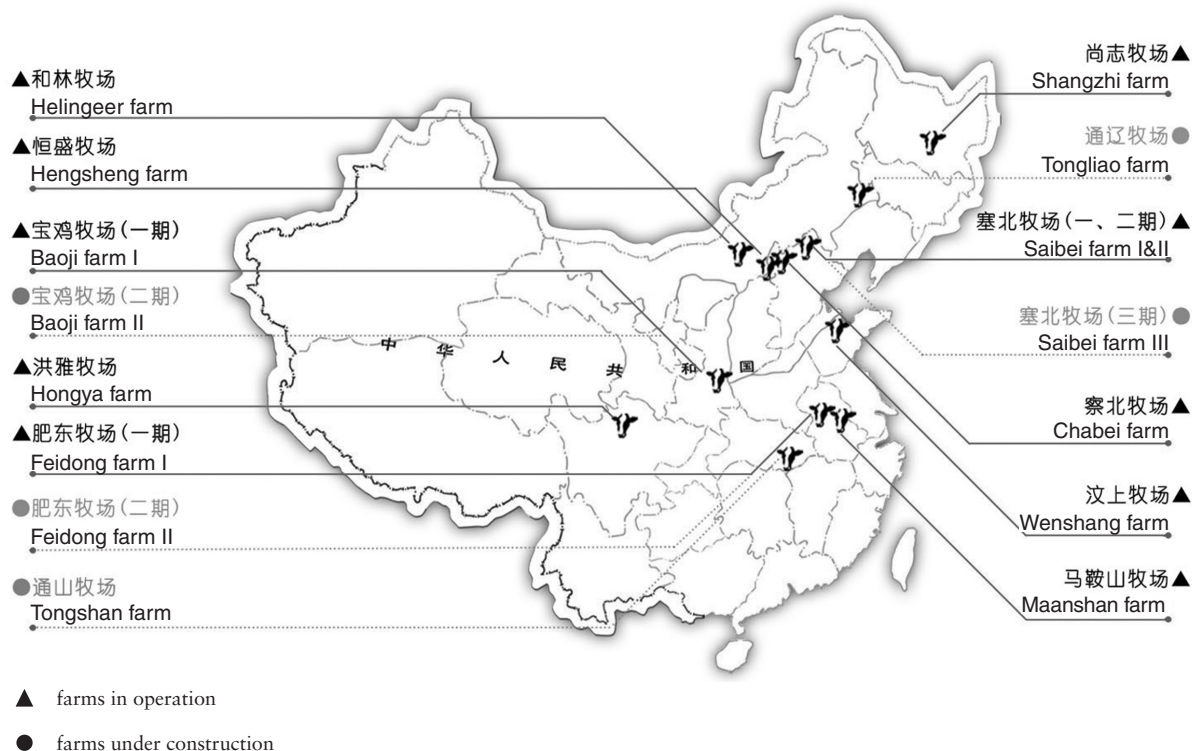 ▲和林牧场
Helingeer farm
▲恒盛牧场
Hengsheng farm
▲宝鸡牧场(一期)
Baoji farm I
●宝鸡牧场(二期)
Baoji farm II
▲洪雅牧场
Hongya farm
▲肥东牧场(一期)
Feidong farm I
●肥东牧场(二期)
Feidong farm II
●通山牧场
Tongshan farm
中华人民共和国
尚志牧场▲
Shangzhi farm
通辽牧场●
Tongliao farm
塞北牧场(一、二期)▲
Saibei farm I&II
塞北牧场(三期)●
Saibei farm III
察北牧场▲
Chabei farm
汶上牧场▲
Wenshang farm
马鞍山牧场▲
Maanshan farm
▲ farms in operation
● farms under construction